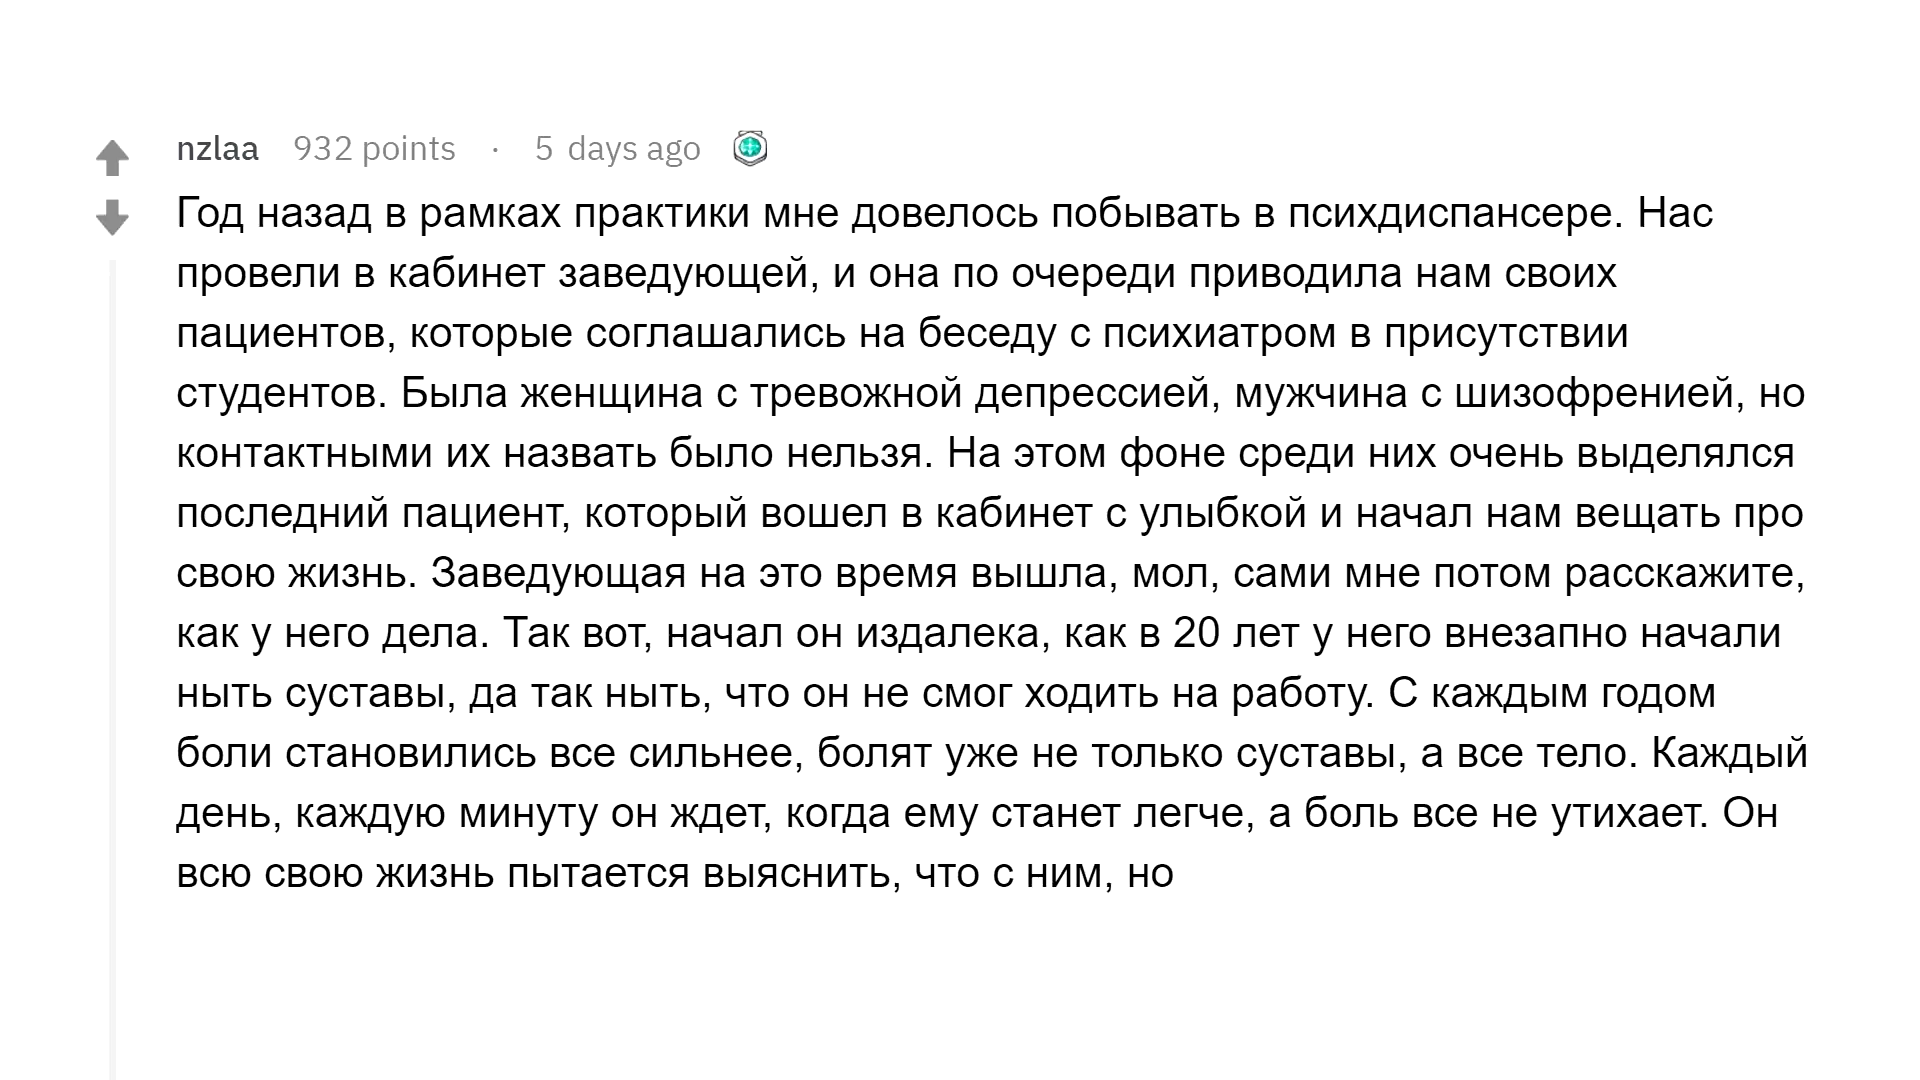 nzlaa 932 points · 5 days ago
Год назад в рамках практики мне довелось побывать в психдиспансере. Нас
провели в кабинет заведующей, и она по очереди приводила нам своих
пациентов, которые соглашались на беседу с психиатром в присутствии
студентов. Была женщина с тревожной депрессией, мужчина с шизофренией, но
контактными их назвать было нельзя. На этом фоне среди них очень выделялся
последний пациент, который вошел в кабинет с улыбкой и начал нам вещать про
свою жизнь. Заведующая на это время вышла, мол, сами мне потом расскажите,
как у него дела. Так вот, начал он издалека, как в 20 лет у него внезапно начали
ныть суставы, да так ныть, что он не смог ходить на работу. С каждым годом
боли становились все сильнее, болят уже не только суставы, а все тело. Каждый
день, каждую минуту он ждет, когда ему станет легче, а боль все не утихает. Он
всю свою жизнь пытается выяснить, что с ним, но